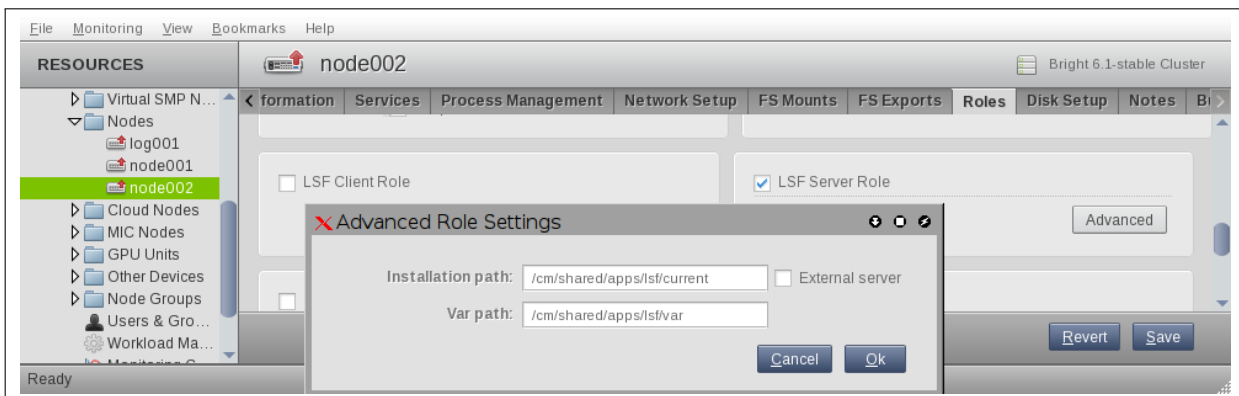 File Monitoring View Bookmarks Help
RESOURCES
node002
Bright 6.1-stable Cluster
Virtual SMP N...
Nodes
log001
node001
node002
Cloud Nodes
MIC Nodes
GPU Units
Other Devices
Node Groups
Users & Gro...
Workload Ma...
formation Services Process Management Network Setup FS Mounts FS Exports Roles Disk Setup Notes
LSF Client Role
LSF Server Role
Advanced
Advanced Role Settings
Installation path: /cm/shared/apps/lsf/current External server
Var path: /cm/shared/apps/lsf/var
Cancel Ok
Revert Save
Ready